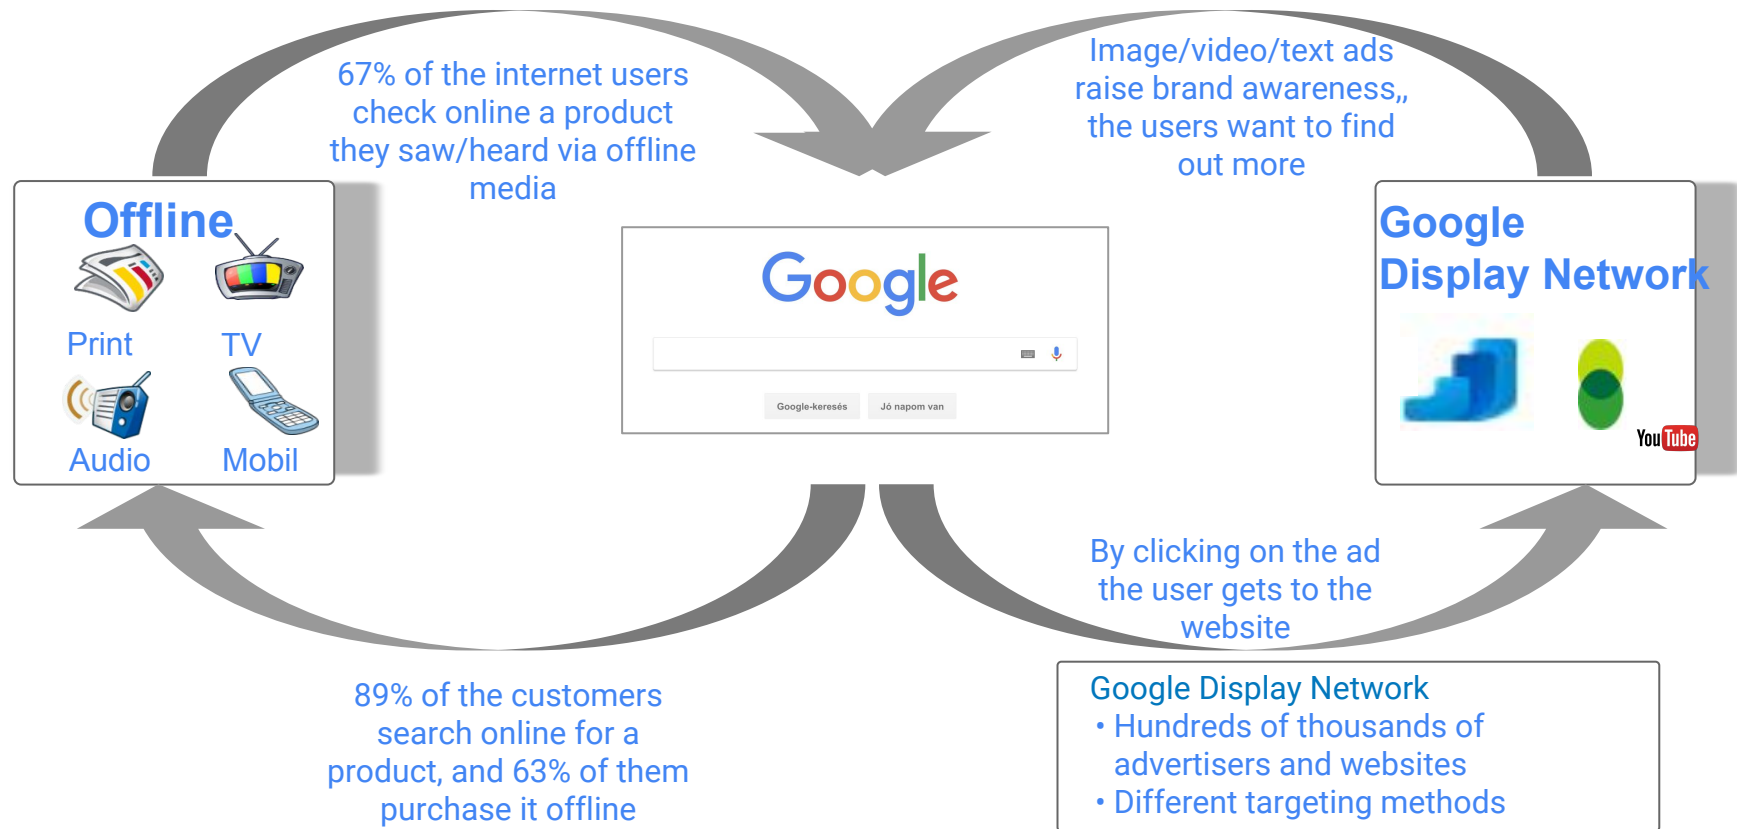 67% of the internet users
check online a product
they saw/heard via offline
media
Image/video/text ads
raise brand awareness,,
the users want to find
out more
Offline
Print
TV
Audio
Mobil
Google
Google-keresés
Jó napom van
Google
Display Network
YouTube
By clicking on the ad
the user gets to the
website
89% of the customers
search online for a
product, and 63% of them
purchase it offline
Google Display Network
• Hundreds of thousands of
advertisers and websites
• Different targeting methods